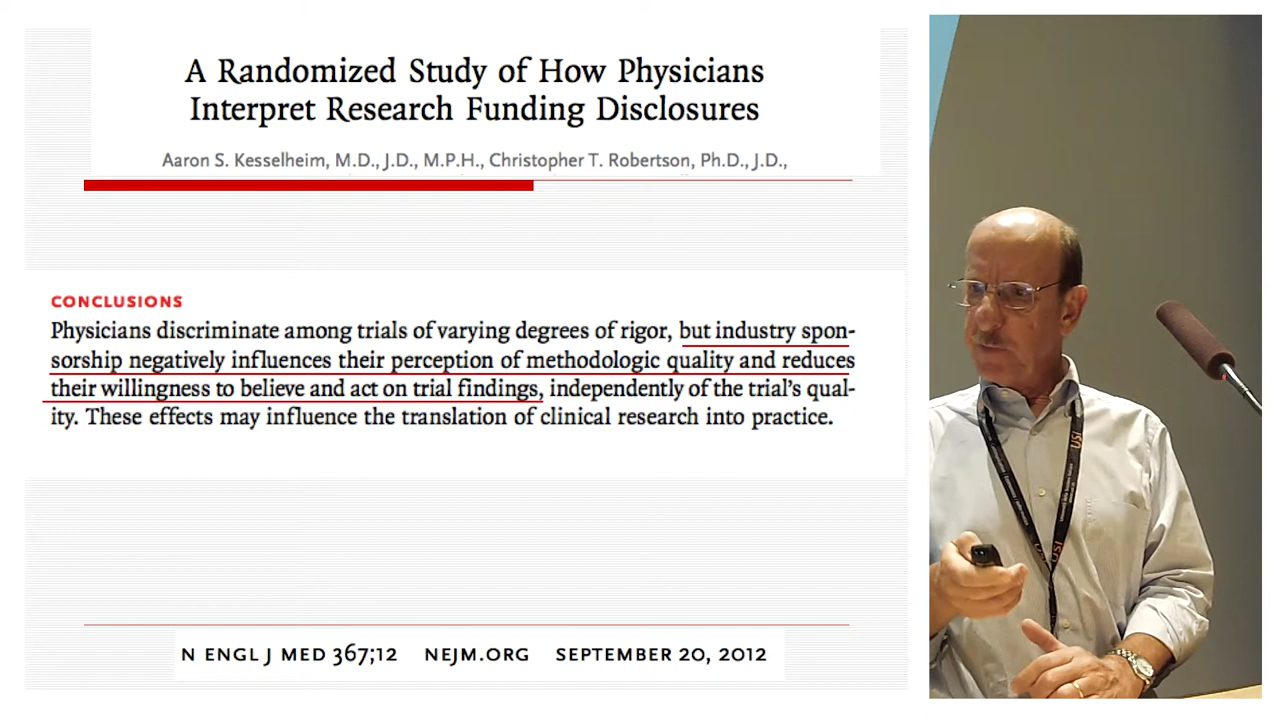 A Randomized Study of How Physicians
Interpret Research Funding Disclosures
Aaron S. Kesselheim, M.D., J.D., M.P.H., Christopher T. Robertson, Ph.D., J.D.,
CONCLUSIONS
Physicians discriminate among trials of varying degrees of rigor, but industry spon-
sorship negatively influences their perception of methodologic quality and reduces
their willingness to believe and act on trial findings, independently of the trial's qual-
ity. These effects may influence the translation of clinical research into practice.
N ENGL J MED 367;12 NEJM.ORG SEPTEMBER 20, 2012
USI
USI